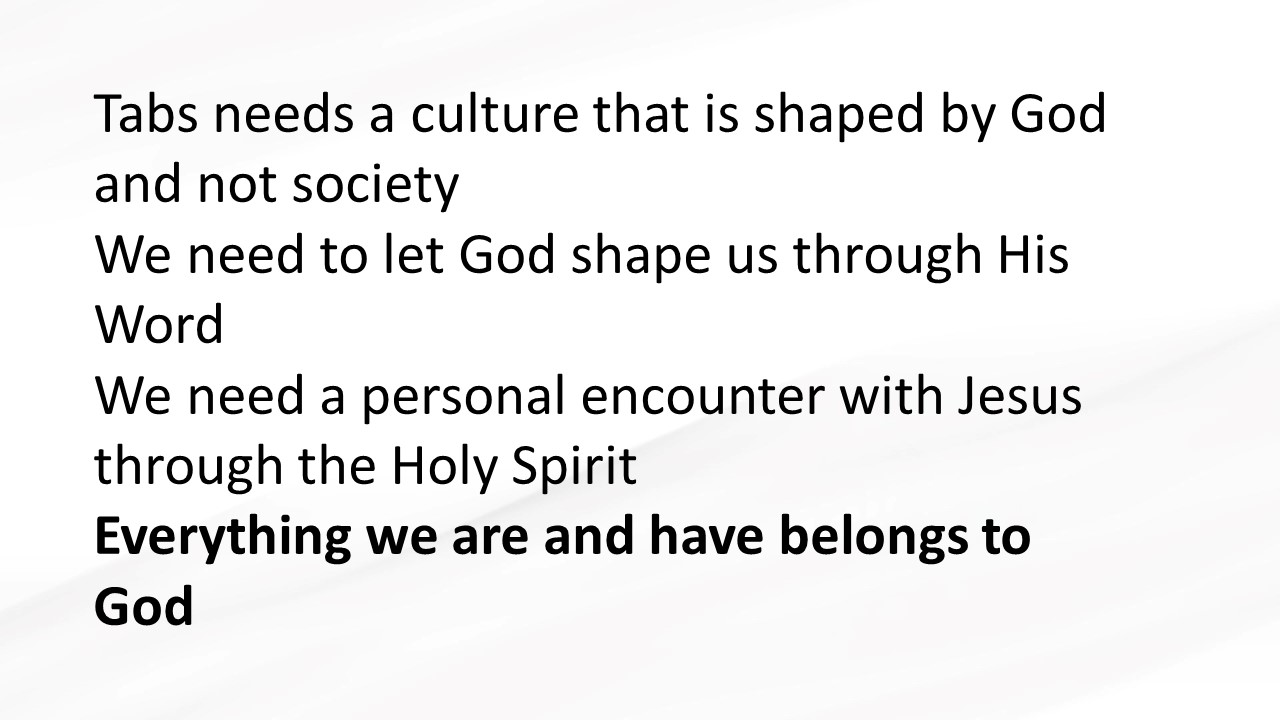 Tabs needs a culture that is shaped by God
and not society
We need to let God shape us through His
Word
We need a personal encounter with Jesus
through the Holy Spirit
Everything we are and have belongs to
God